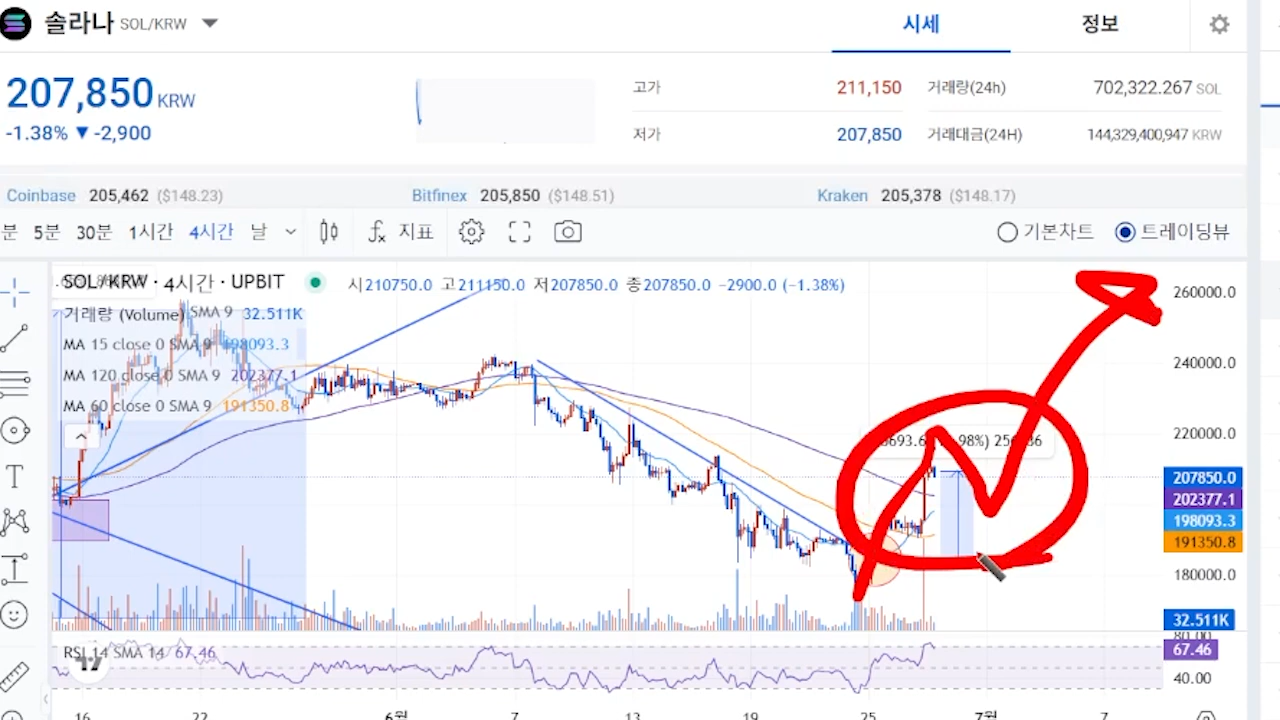 솔라나 SOL/KRW
시세
정보
207,850 KRW
-1.38% ▼ -2,900
고가 211,150
거래량(24h) 702,322.267 SOL
저가 207,850
거래대금(24H) 144,329,400,947 KRW
Coinbase 205,462 ($148.23)
Bitfinex 205,850 ($148.51)
Kraken 205,378 ($148.17)
분 5분 30분 1시간 4시간 날
지표
기본차트
트레이딩뷰
SOL/KRW · 4시간 · UPBIT
시210750.0 고211150.0 저207850.0 종207850.0 −2900.0 (−1.38%)
거래량 (Volume) SMA 9 32.511K
MA 15 close 0 SMA 9 198093.3
MA 120 close 0 SMA 9 202377.1
MA 60 close 0 SMA 9 191350.8
260000.0
240000.0
220000.0
207850.0
202377.1
198093.3
191350.8
180000.0
32.511K
RSI 14 SMA 14 67.46
80.00
67.46
40.00
16
22
6월
7
13
19
25
7월
7